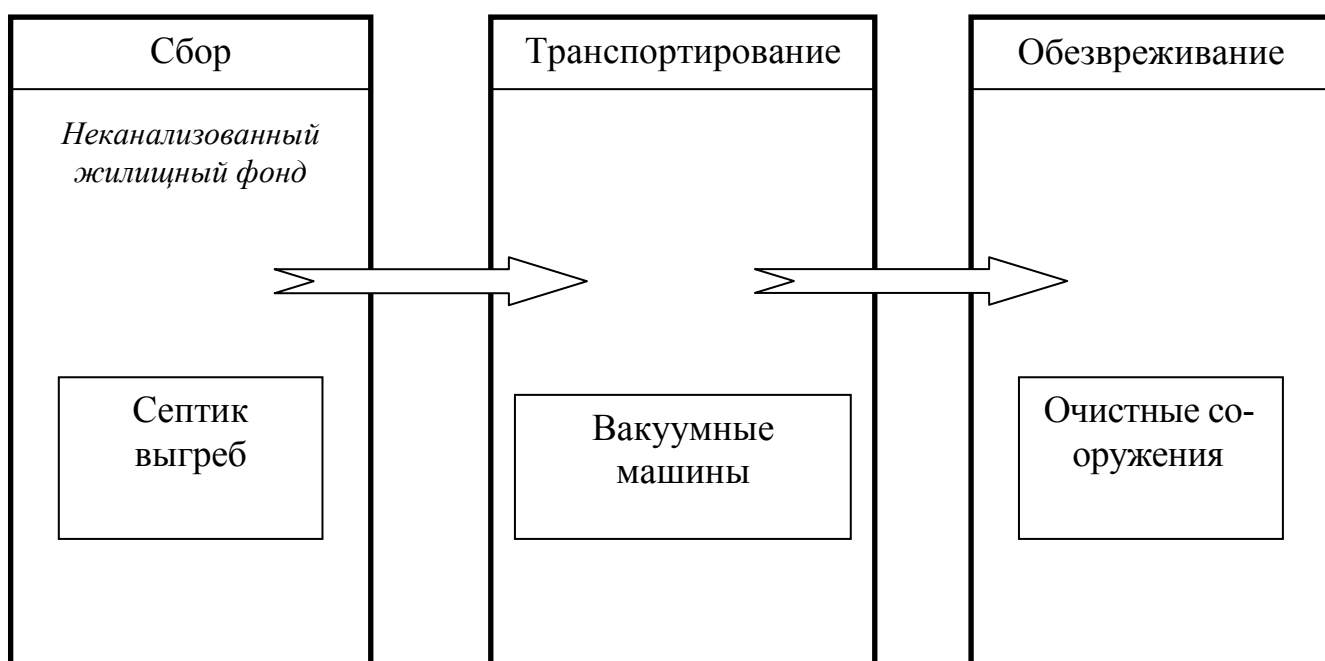 Сбор
Неканализованный
жилищный фонд
Септик
выгреб
Транспортирование
Вакуумные
машины
Обезвреживание
Очистные со-
оружения